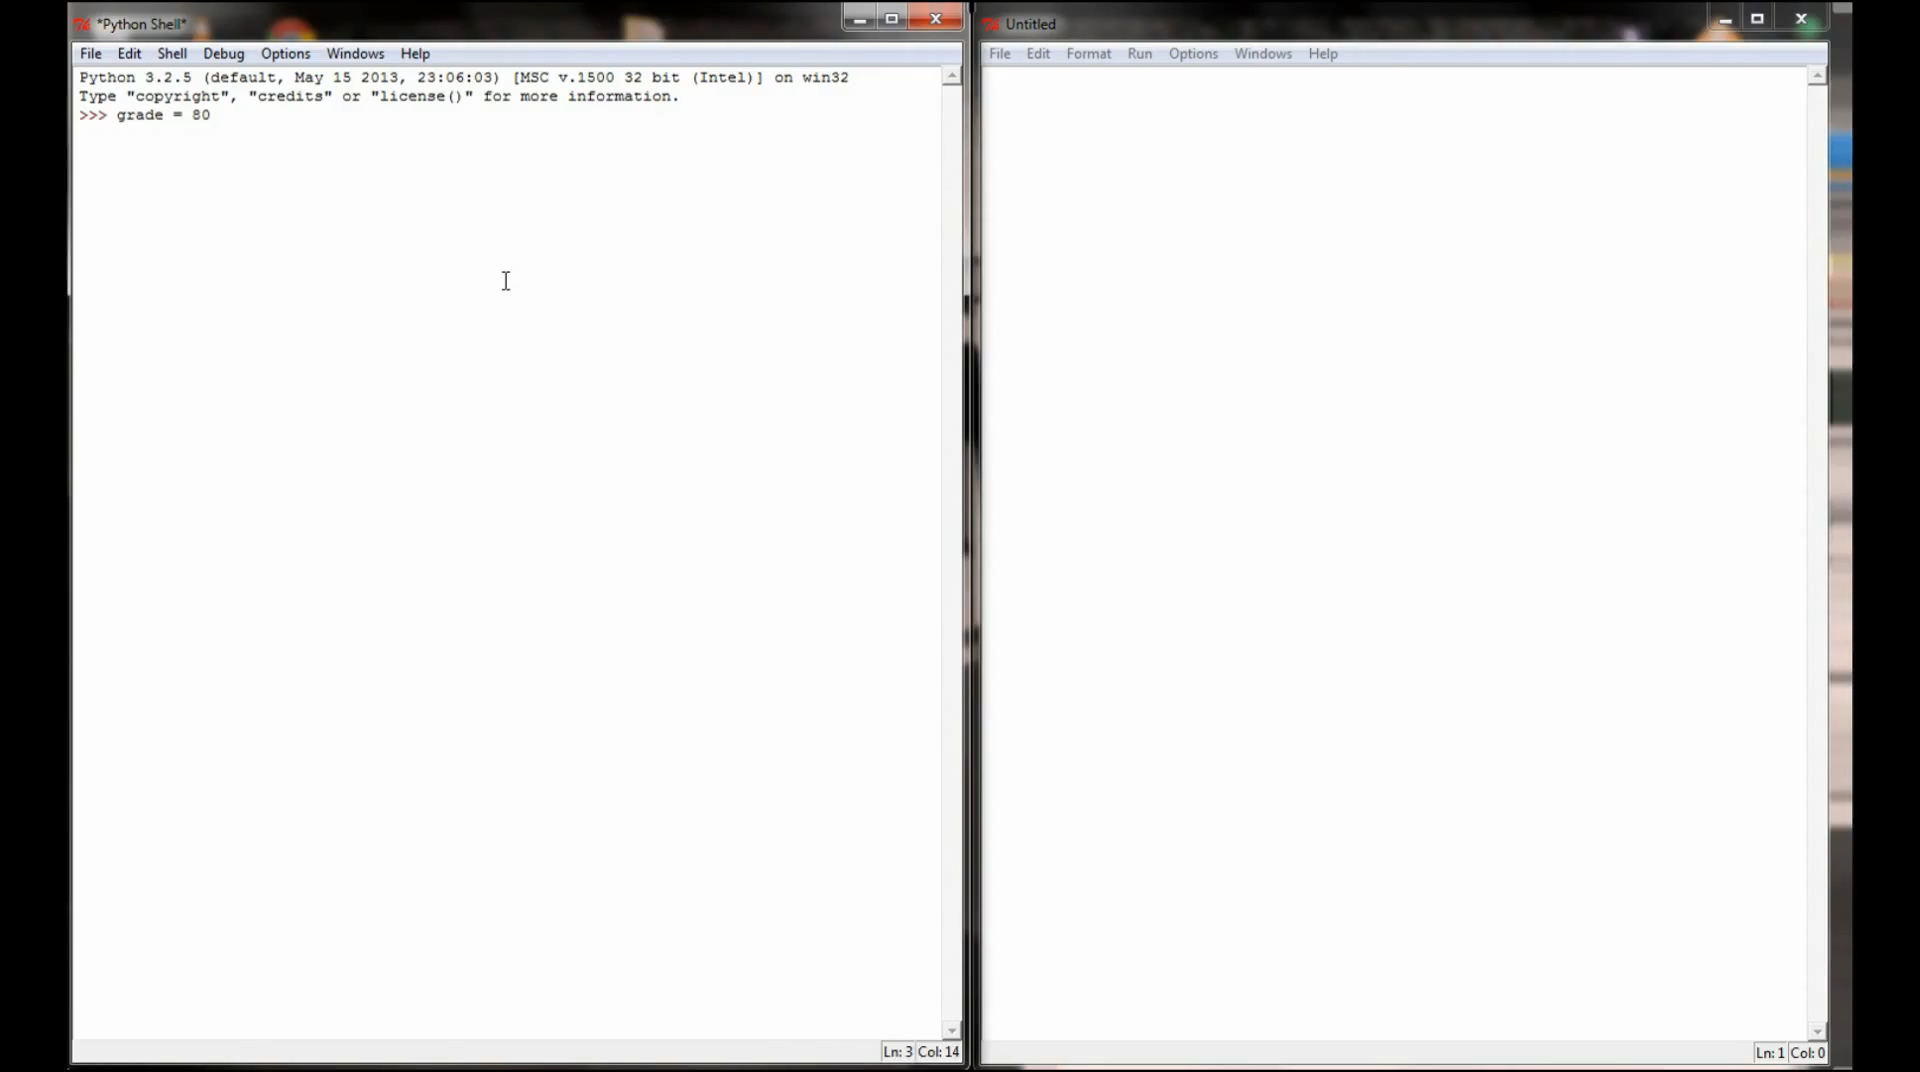 *Python Shell*
File Edit Shell Debug Options Windows Help
Python 3.2.5 (default, May 15 2013, 23:06:03) [MSC v.1500 32 bit (Intel)] on win32
Type "copyright", "credits" or "license()" for more information.
>>> grade = 80
Ln: 3 Col: 14
Untitled
File Edit Format Run Options Windows Help
Ln: 1 Col: 0